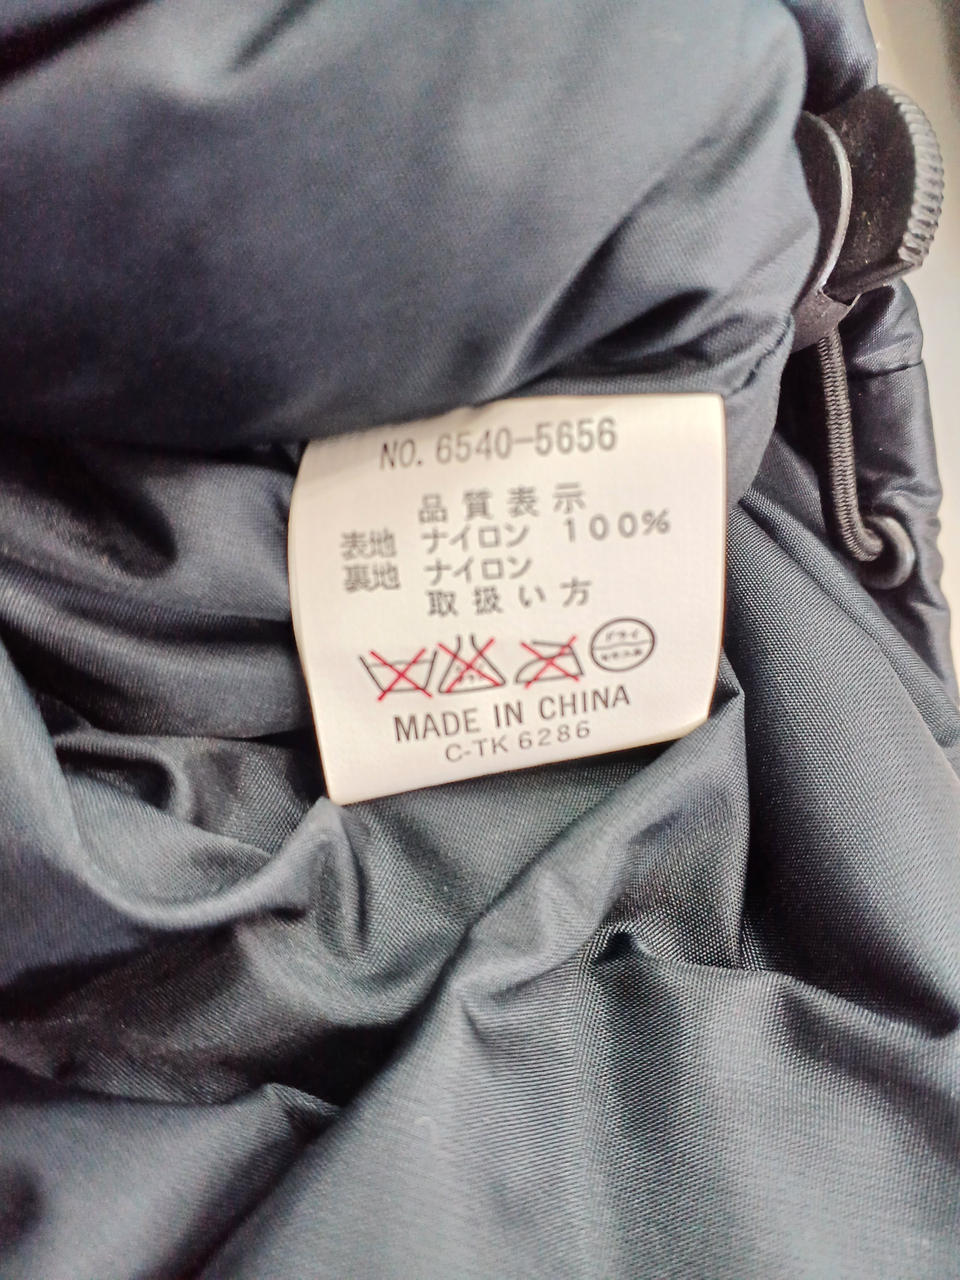 NO. 6540-5656
品質表示
表地 ナイロン 100%
裏地 ナイロン
取扱い方
ドライ
MADE IN CHINA
C-TK 6286